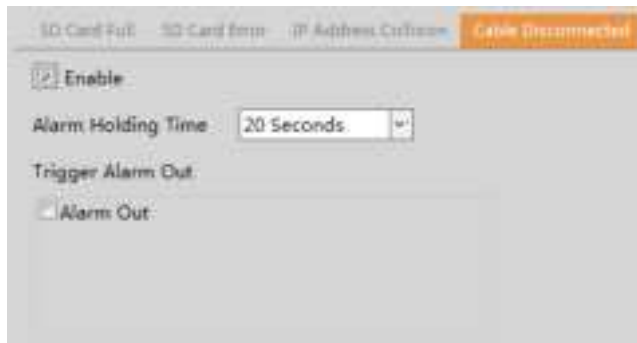 SD Card Full SD Card Error IP Address Collision Cable Disconnected
Enable
Alarm Holding Time 20 Seconds
Trigger Alarm Out
Alarm Out